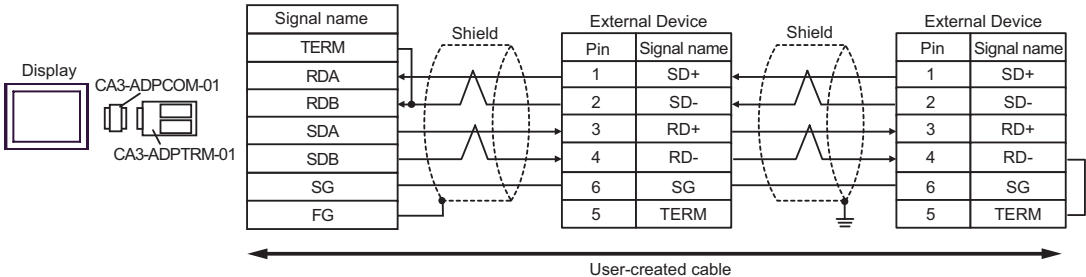 Display
CA3-ADPCOM-01
CA3-ADPTRM-01
Signal name
TERM
RDA
RDB
SDA
SDB
SG
FG
Shield
External Device
Pin Signal name
1 SD+
2 SD-
3 RD+
4 RD-
6 SG
5 TERM
Shield
External Device
Pin Signal name
1 SD+
2 SD-
3 RD+
4 RD-
6 SG
5 TERM
User-created cable